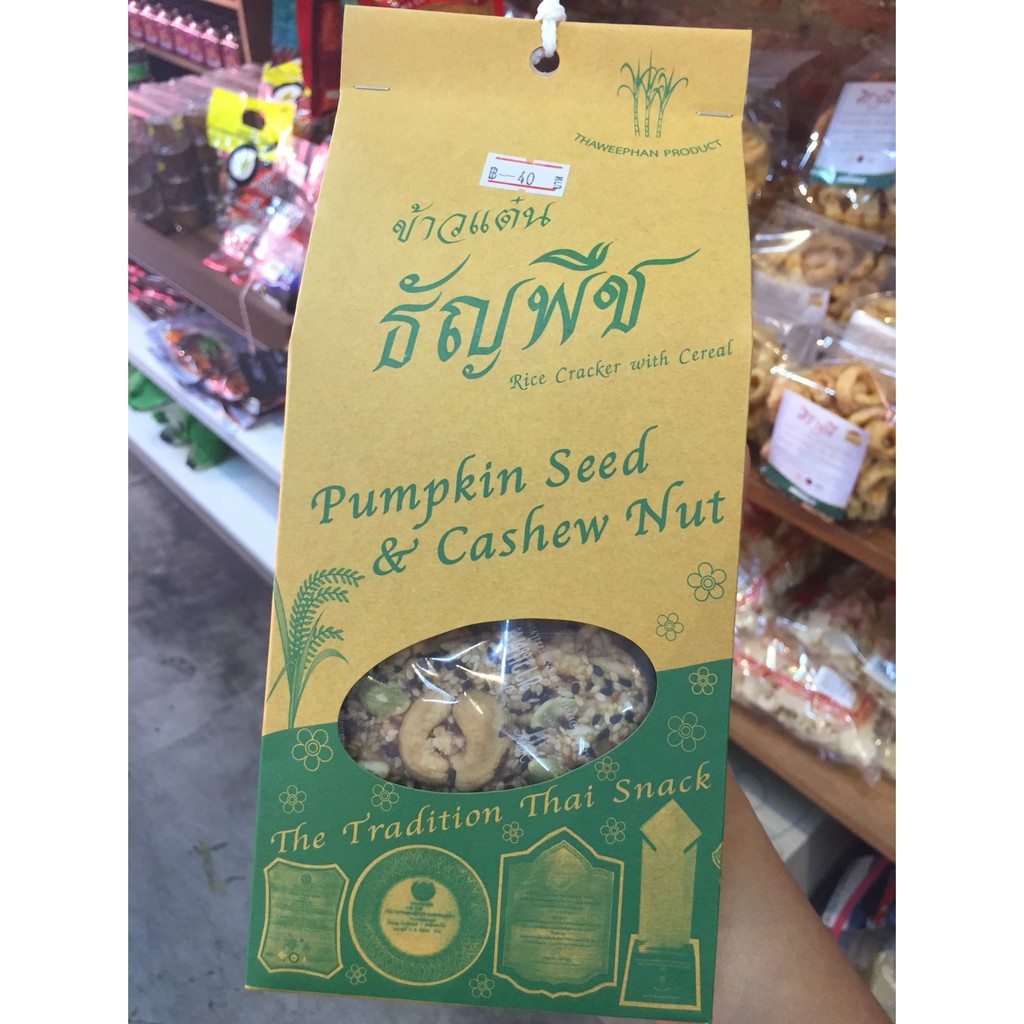 THAWEEPHAN PRODUCT
฿—40
ข้าวแต๋น
ธัญพืช
Rice Cracker with Cereal
Pumpkin Seed
& Cashew Nut
The Tradition Thai Snack